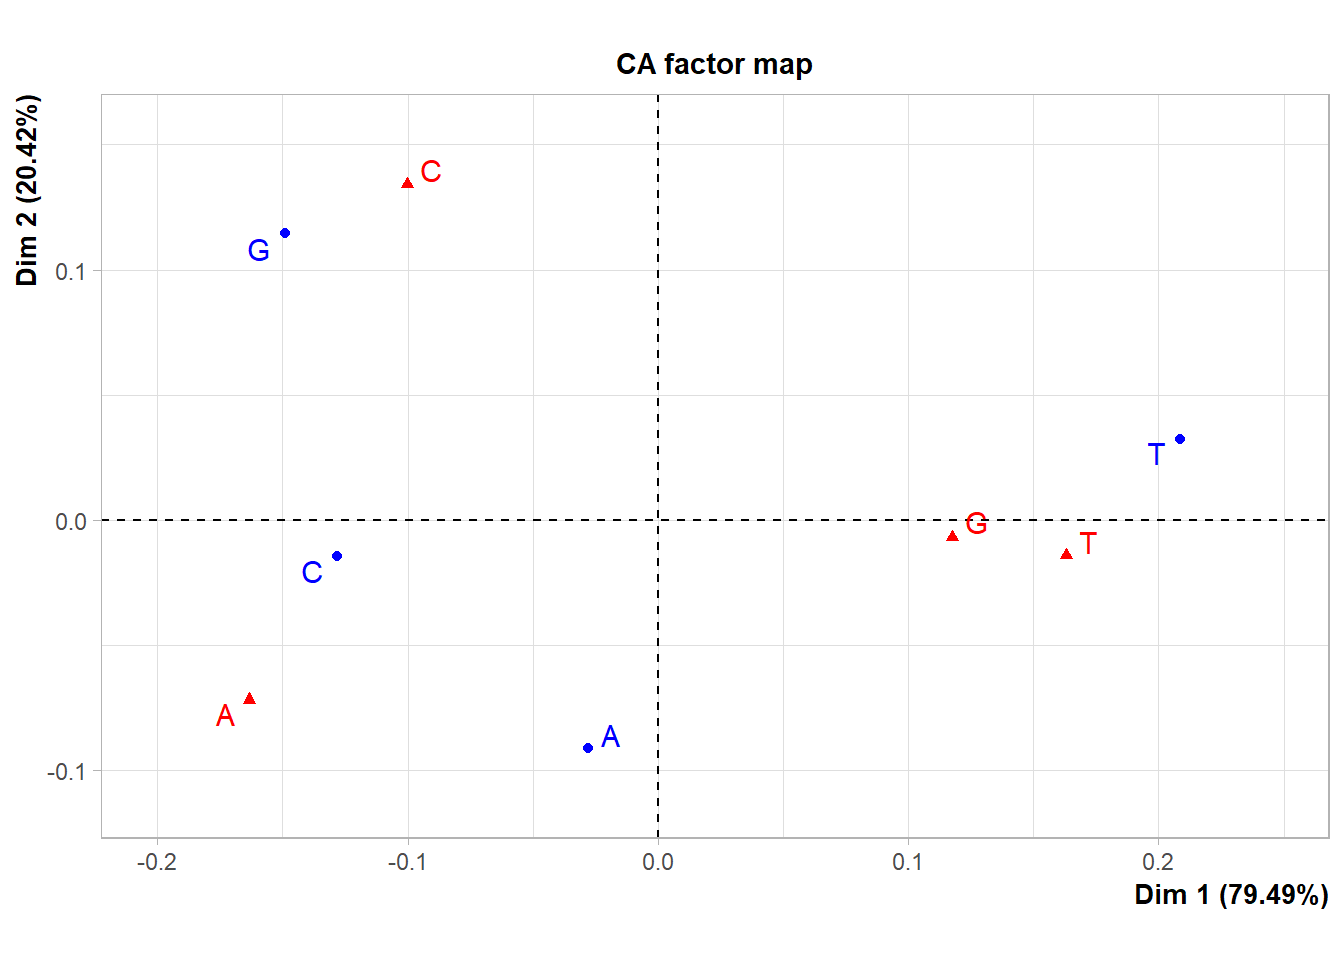 CA factor map
Dim 2 (20.42%)
C
G
0.1
T
0.0
G
T
C
A
A
-0.1
-0.2
-0.1
0.0
0.1
0.2
Dim 1 (79.49%)